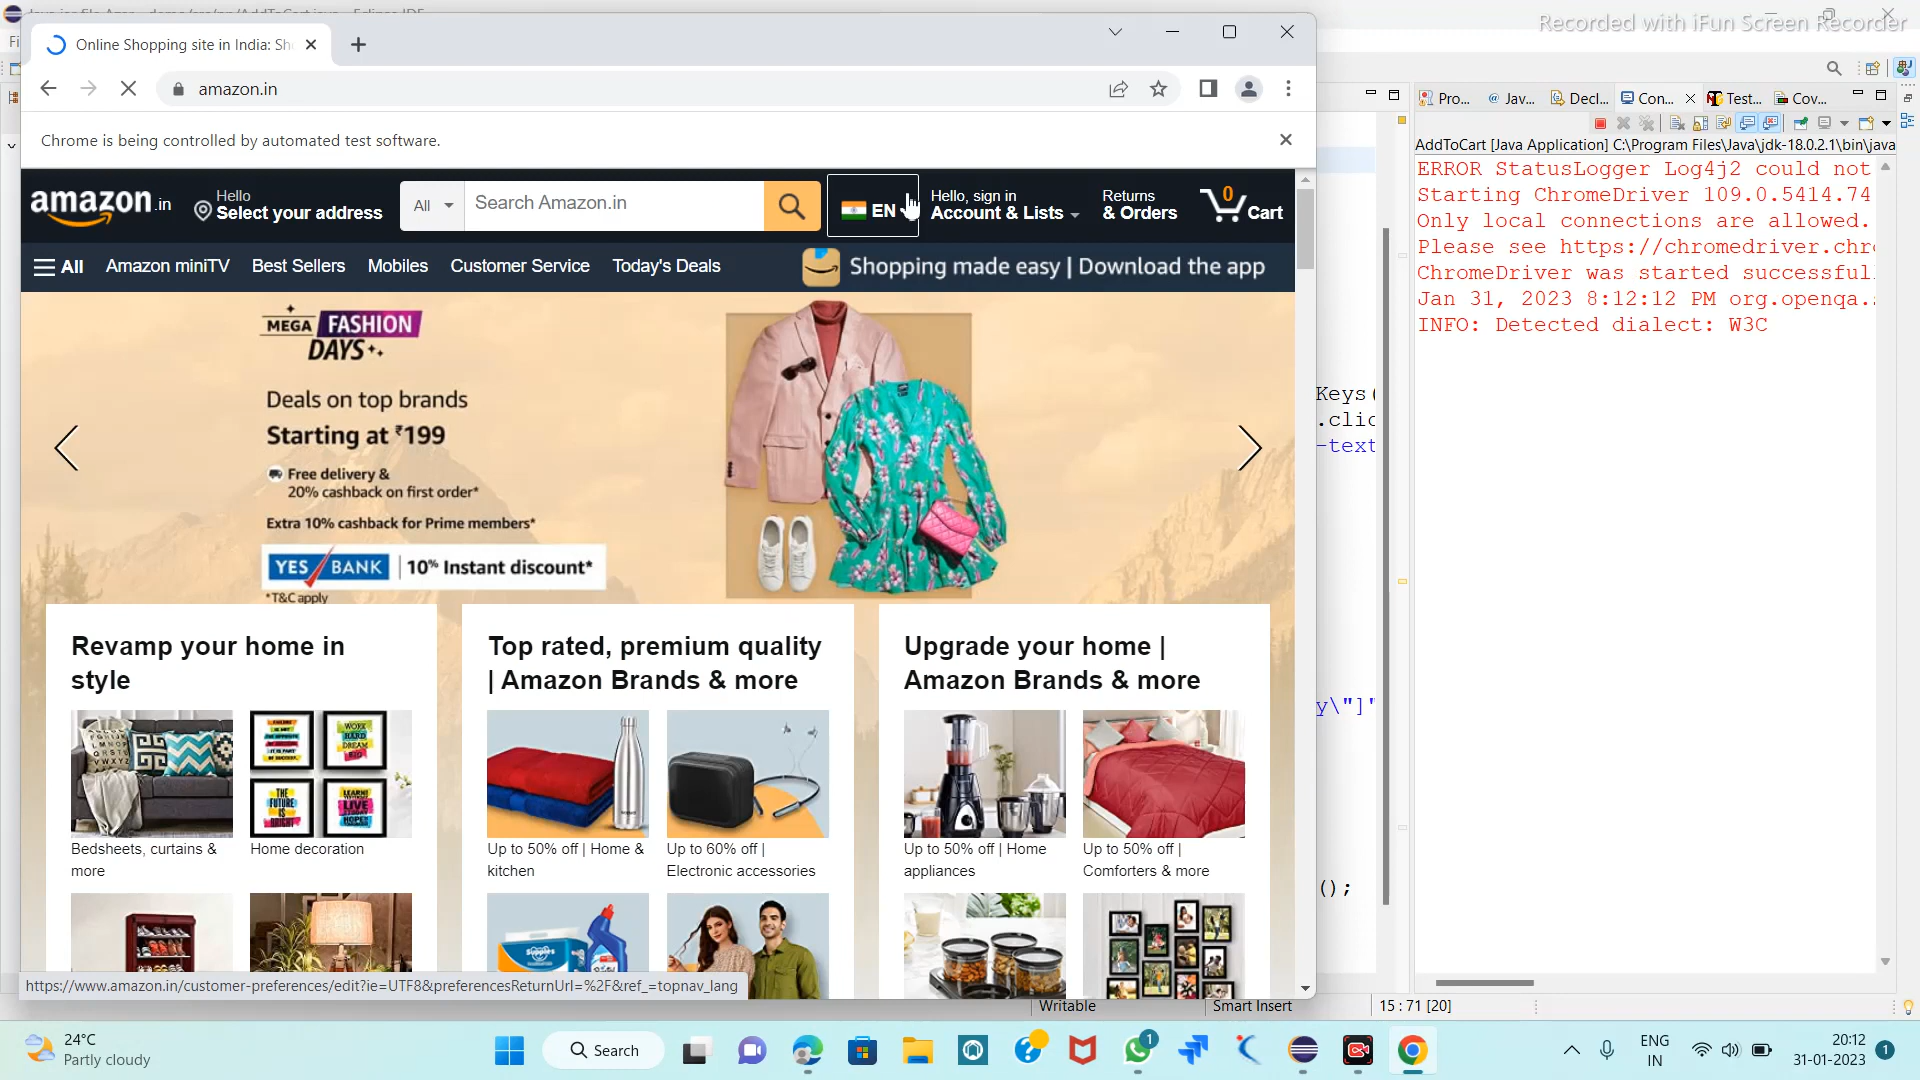 Recorded with iFun Screen Recorder
Online Shopping site in India: Sh
amazon.in
Chrome is being controlled by automated test software.
amazon.in
Hello
Select your address
All
Search Amazon.in
EN
Hello, sign in
Account & Lists
Returns
& Orders
0
Cart
All
Amazon miniTV
Best Sellers
Mobiles
Customer Service
Today's Deals
Shopping made easy | Download the app
MEGA FASHION
DAYS
Deals on top brands
Starting at ₹199
Free delivery &
20% cashback on first order*
Extra 10% cashback for Prime members*
YES BANK
10% Instant discount*
*T&C apply
Revamp your home in
style
Bedsheets, curtains &
more
Home decoration
Top rated, premium quality
| Amazon Brands & more
Up to 50% off | Home &
kitchen
Up to 60% off |
Electronic accessories
Upgrade your home |
Amazon Brands & more
Up to 50% off | Home
appliances
Up to 50% off |
Comforters & more
https://www.amazon.in/customer-preferences/edit?ie=UTF8&preferencesReturnUrl=%2F&ref_=topnav_lang
Keys(
.clic
-text
y\"]"
();
Pro...
Jav...
Decl...
Con...
Test...
Cov...
AddToCart [Java Application] C:\Program Files\Java\jdk-18.0.2.1\bin\java
ERROR StatusLogger Log4j2 could not
Starting ChromeDriver 109.0.5414.74
Only local connections are allowed.
Please see https://chromedriver.chr
ChromeDriver was started successful
Jan 31, 2023 8:12:12 PM org.openqa.
INFO: Detected dialect: W3C
Writable
Smart Insert
15 : 71 [20]
24°C
Partly cloudy
Search
1
ENG
IN
20:12
31-01-2023
1